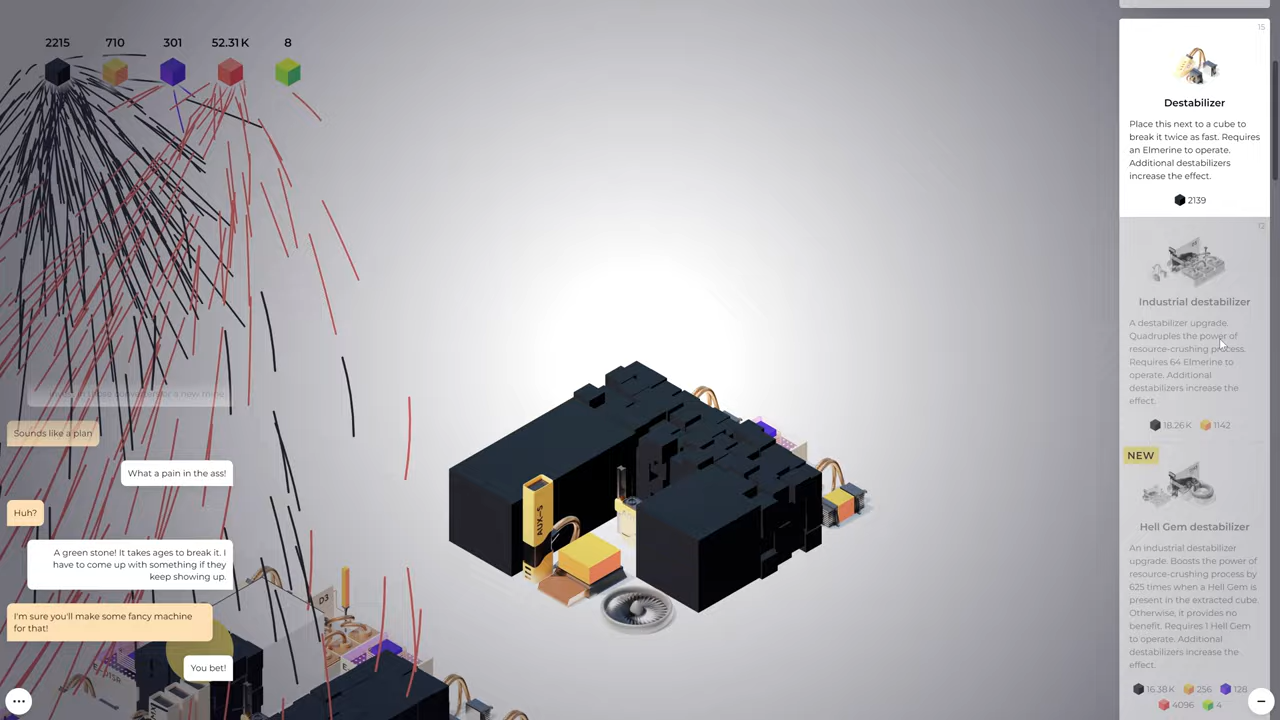 2215
710
301
52.31 K
8
Sounds like a plan
What a pain in the ass!
Huh?
A green stone! It takes ages to break it. I
have to come up with something if they
keep showing up.
I'm sure you'll make some fancy machine
for that!
You bet!
D3
AUX-S
15
Destabilizer
Place this next to a cube to
break it twice as fast. Requires
an Elmerine to operate.
Additional destabilizers
increase the effect.
2139
Industrial destabilizer
A destabilizer upgrade.
Quadruples the power of
resource-crushing process.
Requires 64 Elmerine to
operate. Additional
destabilizers increase the
effect.
18.26 K 1142
NEW
Hell Gem destabilizer
An industrial destabilizer
upgrade. Boosts the power of
resource-crushing process by
625 times when a Hell Gem is
present in the extracted cube.
Otherwise, it provides no
benefit. Requires 1 Hell Gem
to operate. Additional
destabilizers increase the
effect.
16.38 K 256 128
4096 4